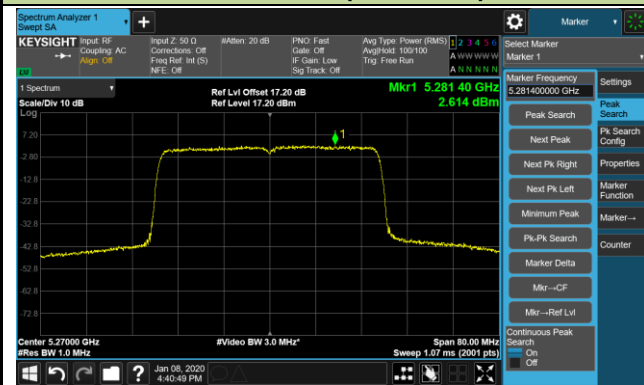 Spectrum Analyzer 1
Swept SA
Marker
KEYSIGHT
Input: RF
Coupling: AC
Align: Off
Input Z: 50 Ω
Corrections: Off
Freq Ref: Int (S)
NFE: Off
#Atten: 20 dB
PNO: Fast
Gate: Off
IF Gain: Low
Sig Track: Off
Avg Type: Power (RMS)
Avg|Hold: 100/100
Trig: Free Run
1 2 3 4 5 6
A W W W W W
A N N N N N
Select Marker
Marker 1
1 Spectrum
Scale/Div 10 dB
Log
Ref Lvl Offset 17.20 dB
Ref Level 17.20 dBm
Mkr1 5.281 40 GHz
2.614 dBm
1
7.20
-2.80
-12.8
-22.8
-32.8
-42.8
-52.8
-62.8
-72.8
Center 5.27000 GHz
#Res BW 1.0 MHz
#Video BW 3.0 MHz*
Span 80.00 MHz
Sweep 1.07 ms (2001 pts)
Marker Frequency
5.281400000 GHz
Peak Search
Next Peak
Next Pk Right
Next Pk Left
Minimum Peak
Pk-Pk Search
Marker Delta
Mkr→CF
Mkr→Ref Lvl
Continuous Peak
Search
On
Off
Settings
Peak
Search
Pk Search
Config
Properties
Marker
Function
Marker→
Counter
?
Jan 08, 2020
4:40:49 PM